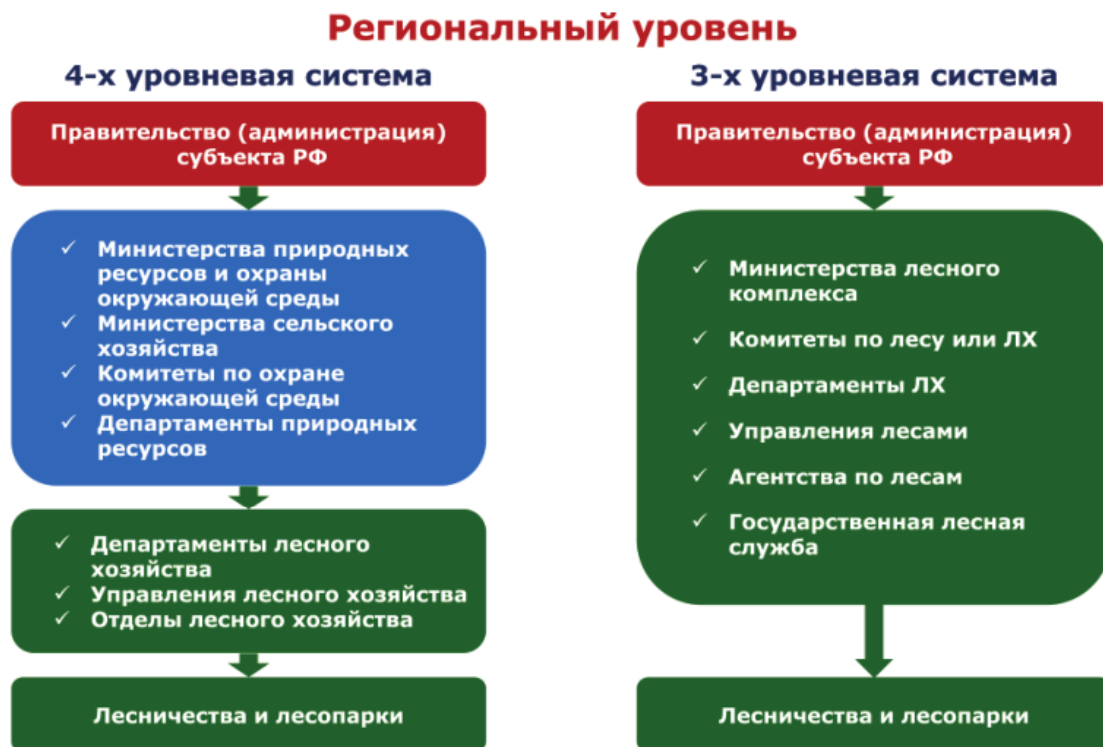 Региональный уровень
4-х уровневая система
Правительство (администрация)
субъекта РФ
✓ Министерства природных
ресурсов и охраны
окружающей среды
✓ Министерства сельского
хозяйства
✓ Комитеты по охране
окружающей среды
✓ Департаменты природных
ресурсов
✓ Департаменты лесного
хозяйства
✓ Управления лесного хозяйства
✓ Отделы лесного хозяйства
Лесничества и лесопарки
3-х уровневая система
Правительство (администрация)
субъекта РФ
✓ Министерства лесного
комплекса
✓ Комитеты по лесу или ЛХ
✓ Департаменты ЛХ
✓ Управления лесами
✓ Агентства по лесам
✓ Государственная лесная
служба
Лесничества и лесопарки